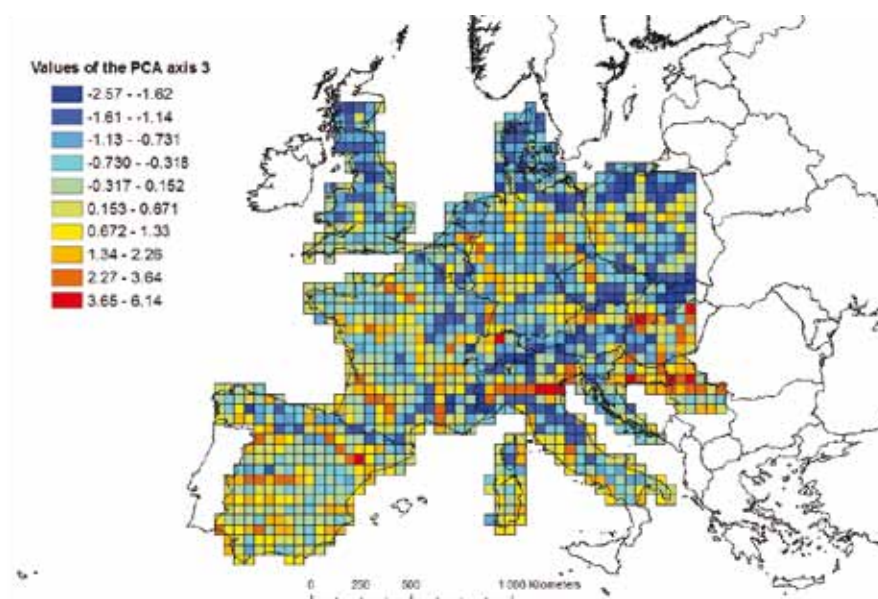 Values of the PCA axis 3
-2.57 - -1.62
-1.61 - -1.14
-1.13 - -0.731
-0.730 - -0.318
-0.317 - 0.152
0.153 - 0.671
0.672 - 1.33
1.34 - 2.26
2.27 - 3.64
3.65 - 6.14
0 250 500 1 000 Kilometers